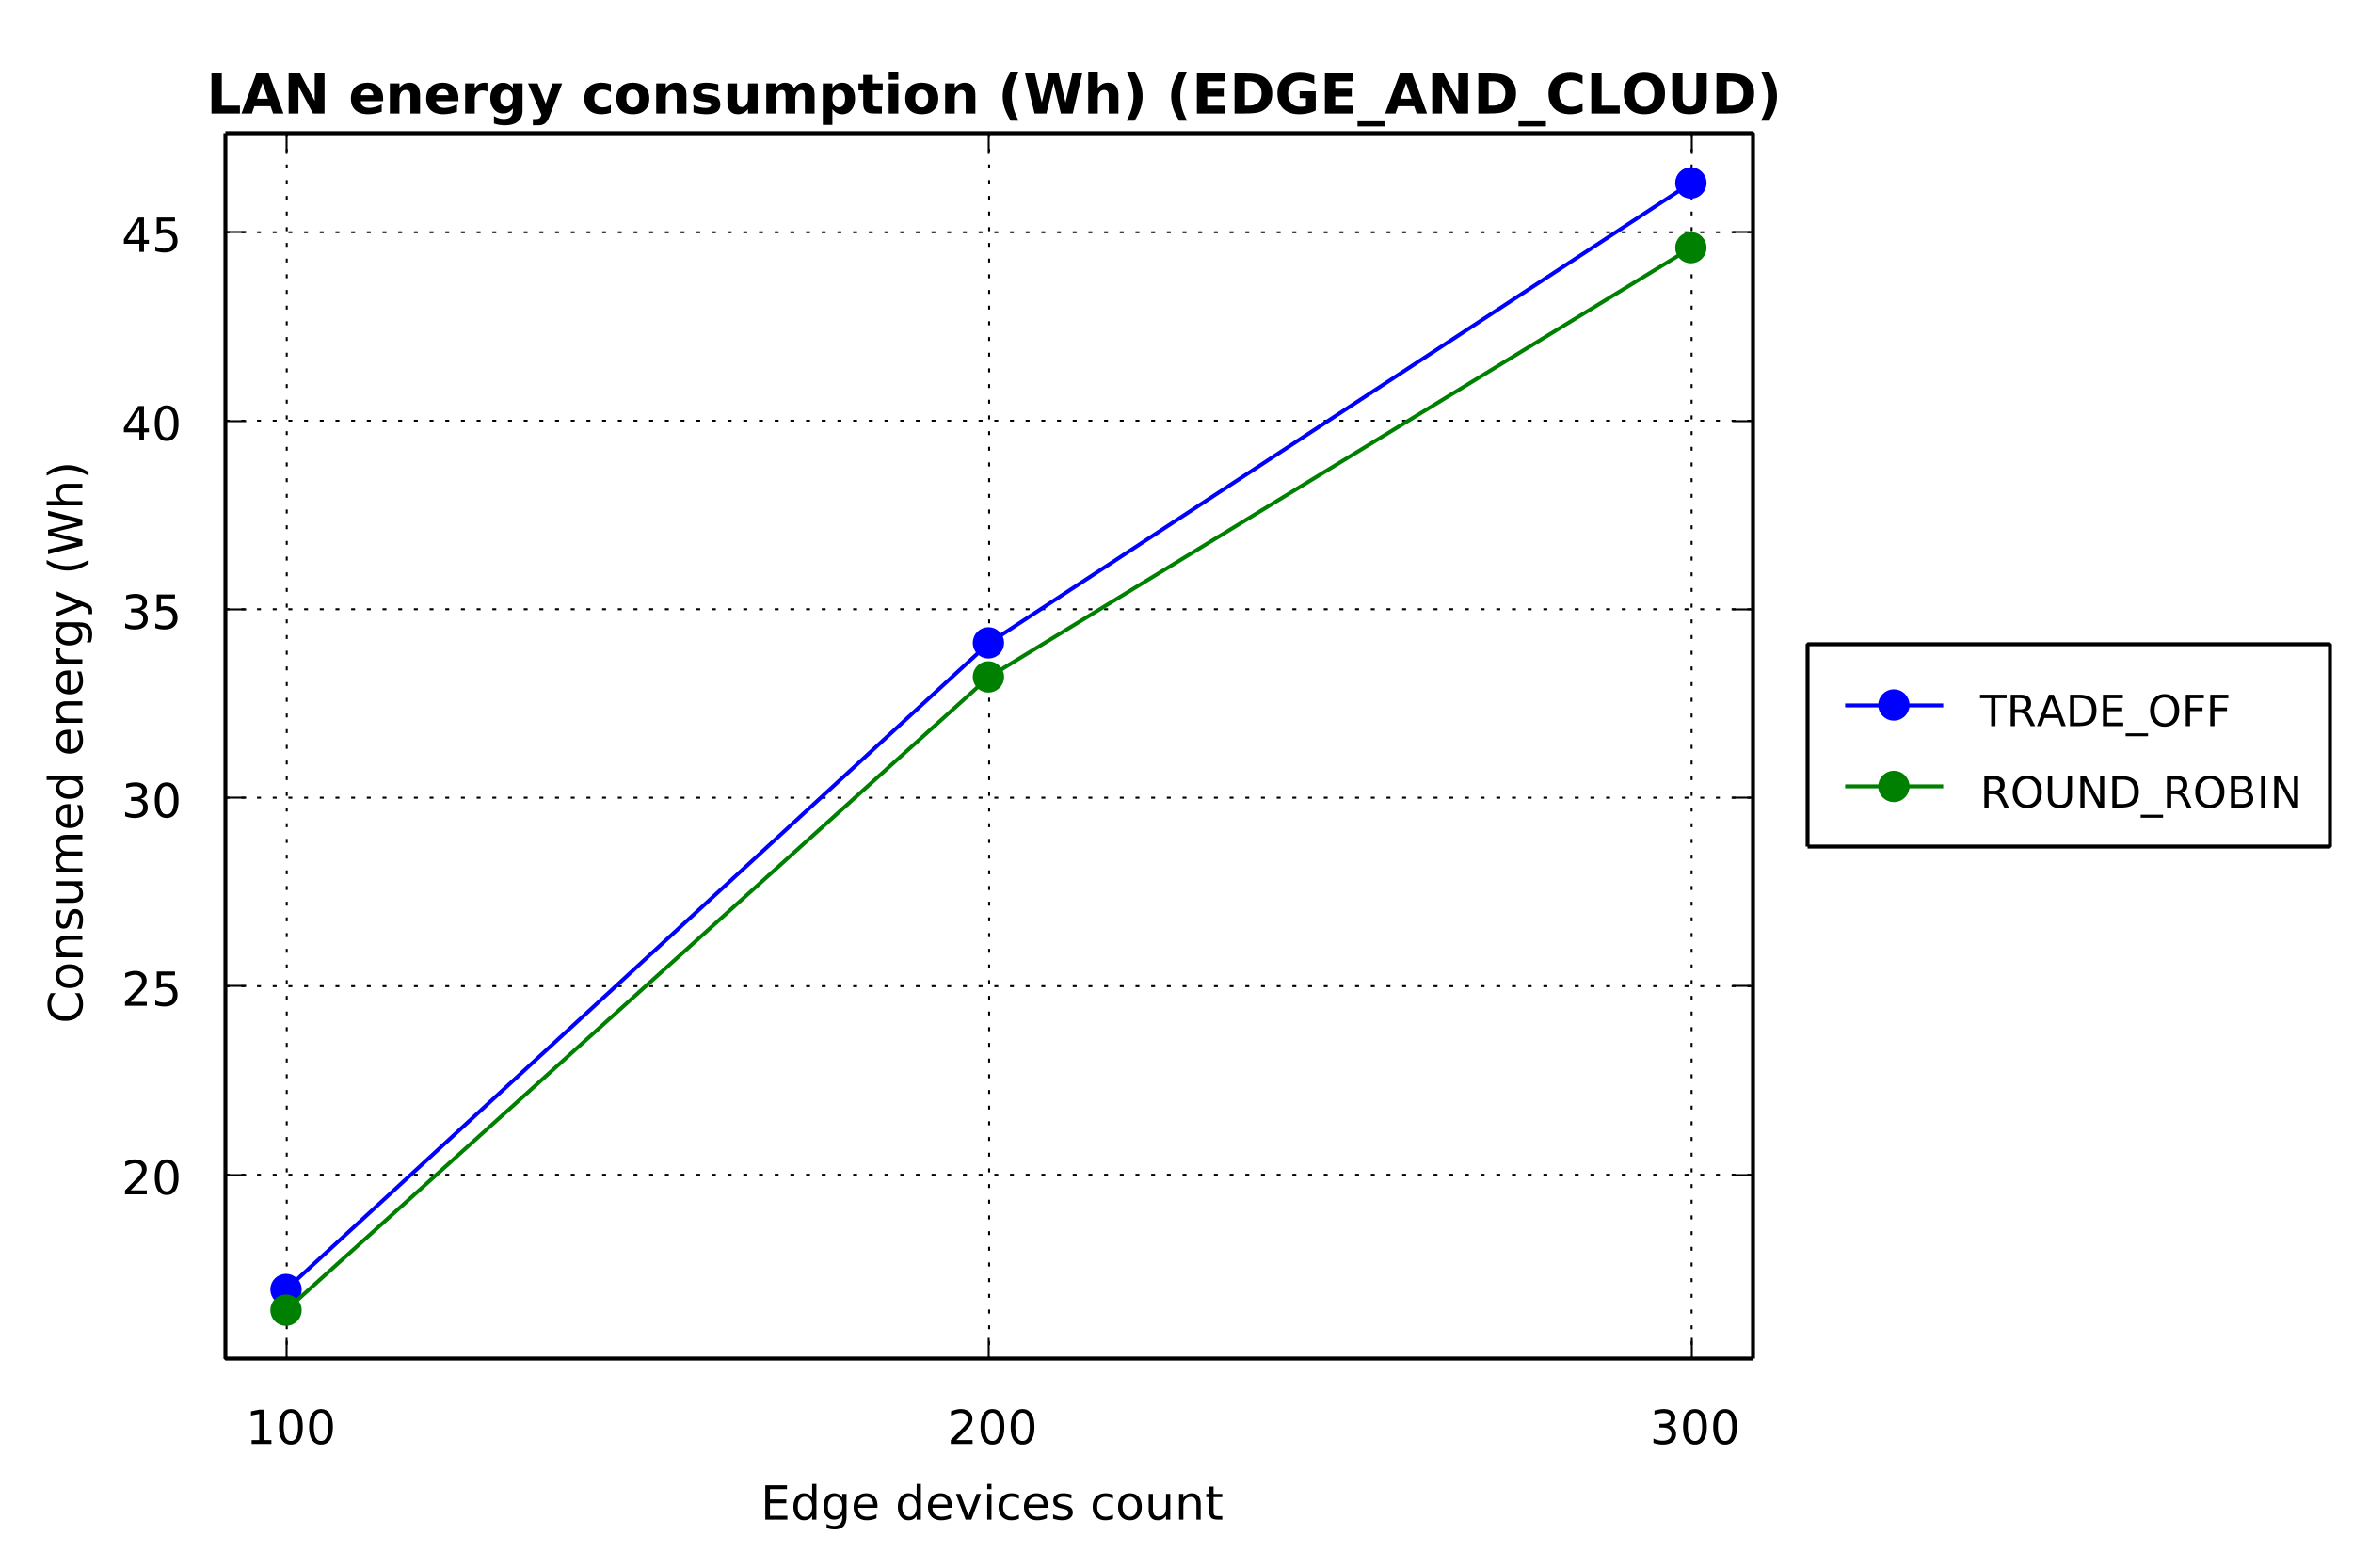 LAN energy consumption (Wh) (EDGE_AND_CLOUD)
45
40
35
30
25
20
Consumed energy (Wh)
100
200
300
Edge devices count
TRADE_OFF
ROUND_ROBIN